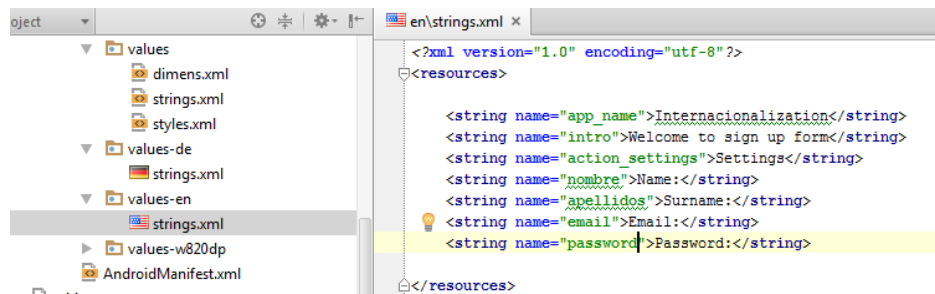 oject
values
dimens.xml
strings.xml
styles.xml
values-de
strings.xml
values-en
strings.xml
values-w820dp
AndroidManifest.xml
en\strings.xml
<?xml version="1.0" encoding="utf-8"?>
<resources>
<string name="app_name">Internacionalization</string>
<string name="intro">Welcome to sign up form</string>
<string name="action_settings">Settings</string>
<string name="nombre">Name:</string>
<string name="apellidos">Surname:</string>
<string name="email">Email:</string>
<string name="password">Password:</string>
</resources>